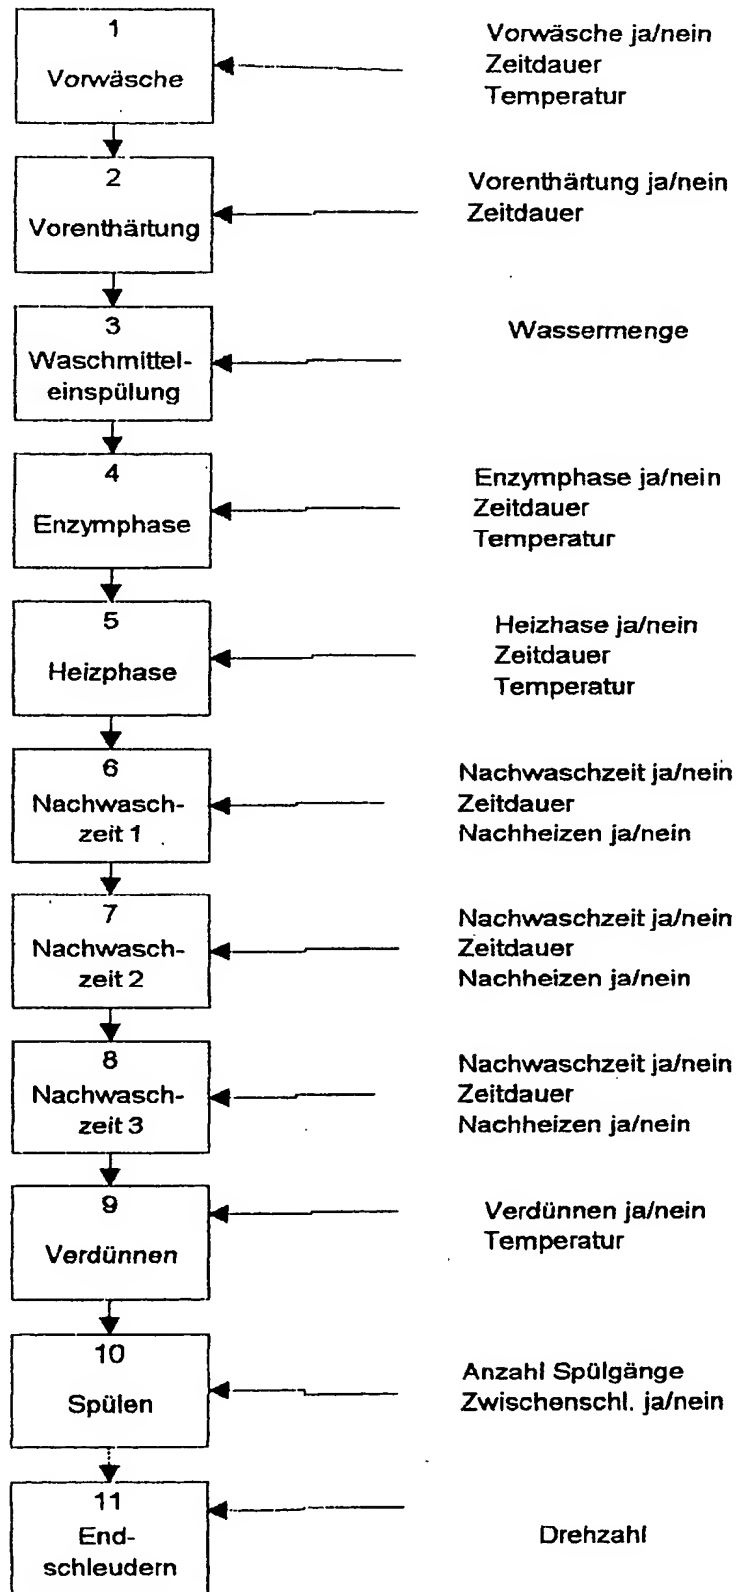 1
Vorwäsche
Vorwäsche ja/nein
Zeitdauer
Temperatur
2
Vorenthärtung
Vorenthärtung ja/nein
Zeitdauer
3
Waschmittel-
einspülung
Wassermenge
4
Enzymphase
Enzymphase ja/nein
Zeitdauer
Temperatur
5
Heizphase
Heizhase ja/nein
Zeitdauer
Temperatur
6
Nachwasch-
zeit 1
Nachwaschzeit ja/nein
Zeitdauer
Nachheizen ja/nein
7
Nachwasch-
zeit 2
Nachwaschzeit ja/nein
Zeitdauer
Nachheizen ja/nein
8
Nachwasch-
zeit 3
Nachwaschzeit ja/nein
Zeitdauer
Nachheizen ja/nein
9
Verdünnen
Verdünnen ja/nein
Temperatur
10
Spülen
Anzahl Spülgänge
Zwischenschl. ja/nein
11
End-
schleudern
Drehzahl